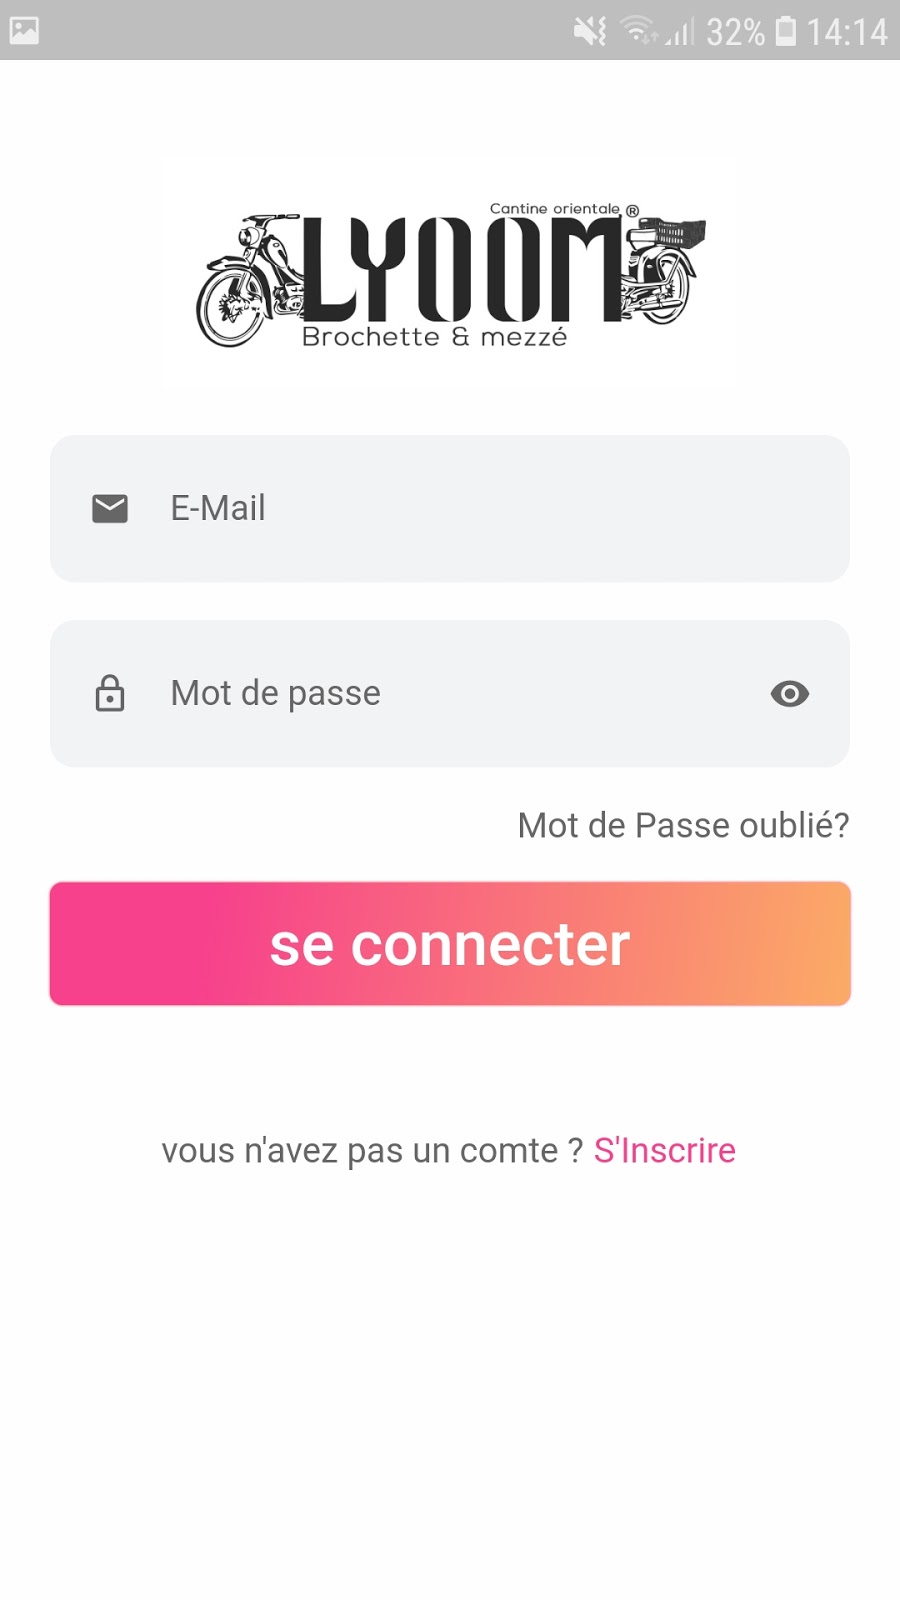 32% 14:14
Cantine orientale ®
LYOOM
Brochette & mezzé
E-Mail
Mot de passe
Mot de Passe oublié?
se connecter
vous n'avez pas un comte ? S'Inscrire